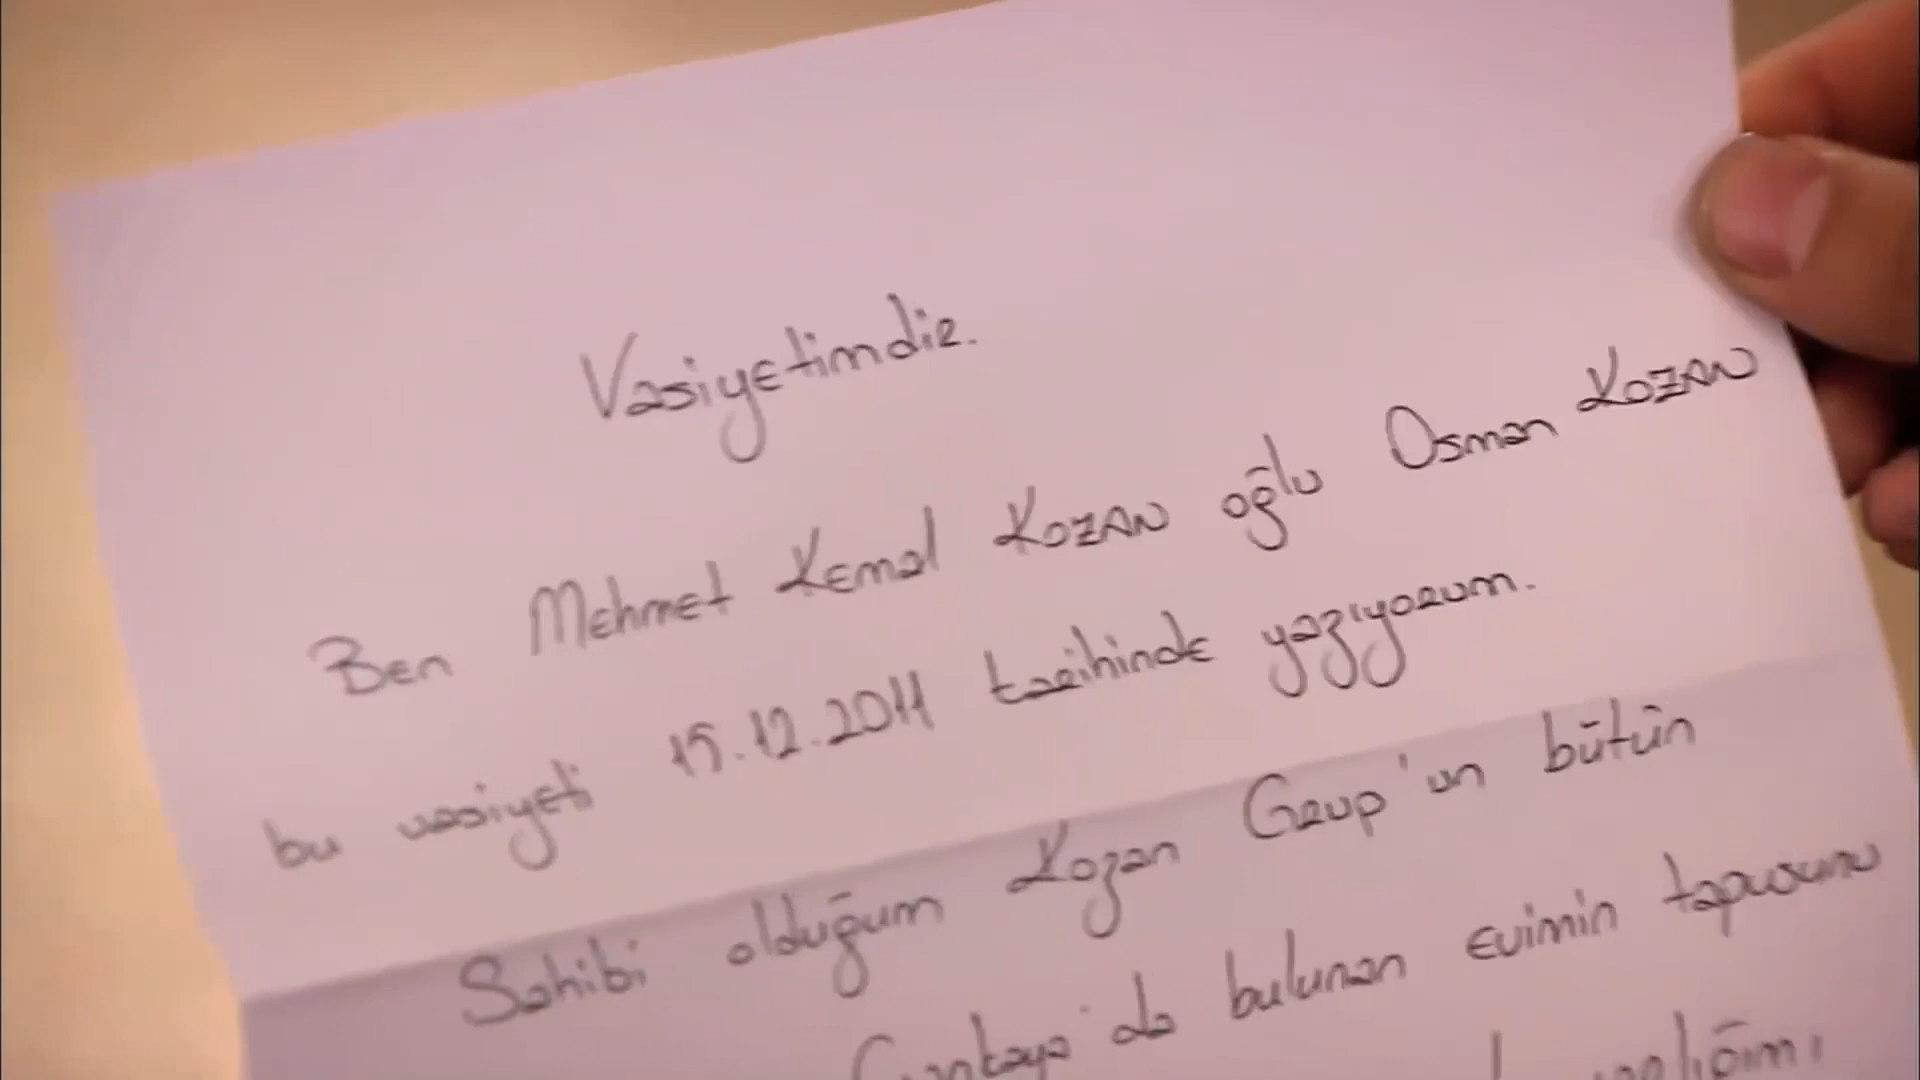 Vasiyetimdir.
Ben Mehmet Kemal KOZAN oğlu Osman KOZAN
bu vasiyeti 15.12.2011 tarihinde yazıyorum.
Sahibi olduğum Kozan Grup'un bütün
Çankaya'da bulunan evimin tapusunu